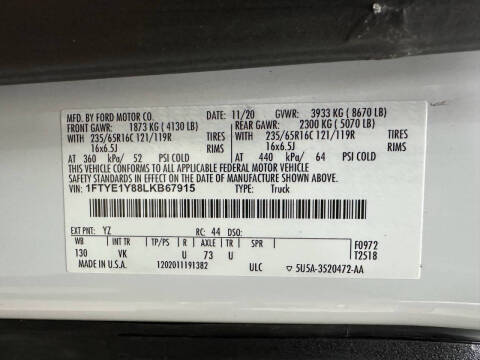 MFD. BY FORD MOTOR CO. DATE: 11/20 GVWR: 3933 KG ( 8670 LB)
FRONT GAWR: 1873 KG ( 4130 LB) REAR GAWR: 2300 KG ( 5070 LB)
WITH 235/65R16C 121/119R TIRES WITH 235/65R16C 121/119R TIRES
16x6.5J RIMS 16x6.5J RIMS
AT 360 kPa/ 52 PSI COLD AT 440 kPa/ 64 PSI COLD
THIS VEHICLE CONFORMS TO ALL APPLICABLE FEDERAL MOTOR VEHICLE
SAFETY STANDARDS IN EFFECT ON THE DATE OF MANUFACTURE SHOWN ABOVE.
VIN: 1FTYE1Y88LKB67915 TYPE: Truck
EXT PNT: YZ RC: 44 DSO: F0972
WB INT TR TP/PS R AXLE TR SPR T2518
130 VK U 73 U
MADE IN U.S.A. 1202011191382 ULC 5U5A-3520472-AA